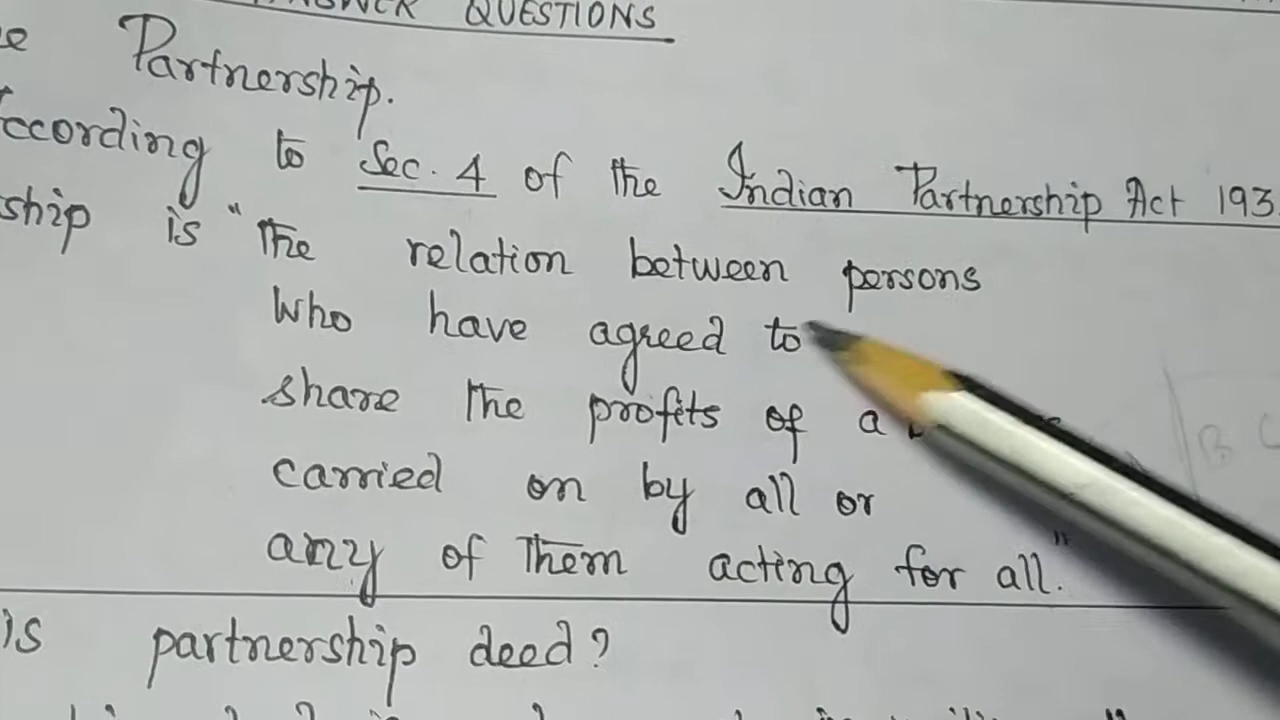 ANSWER QUESTIONS
Partnership.
According to Sec. 4 of the Indian Partnership Act 193
ship is "the relation between persons
who have agreed to
share the profits of a
carried on by all or
any of them acting for all."
is partnership deed?